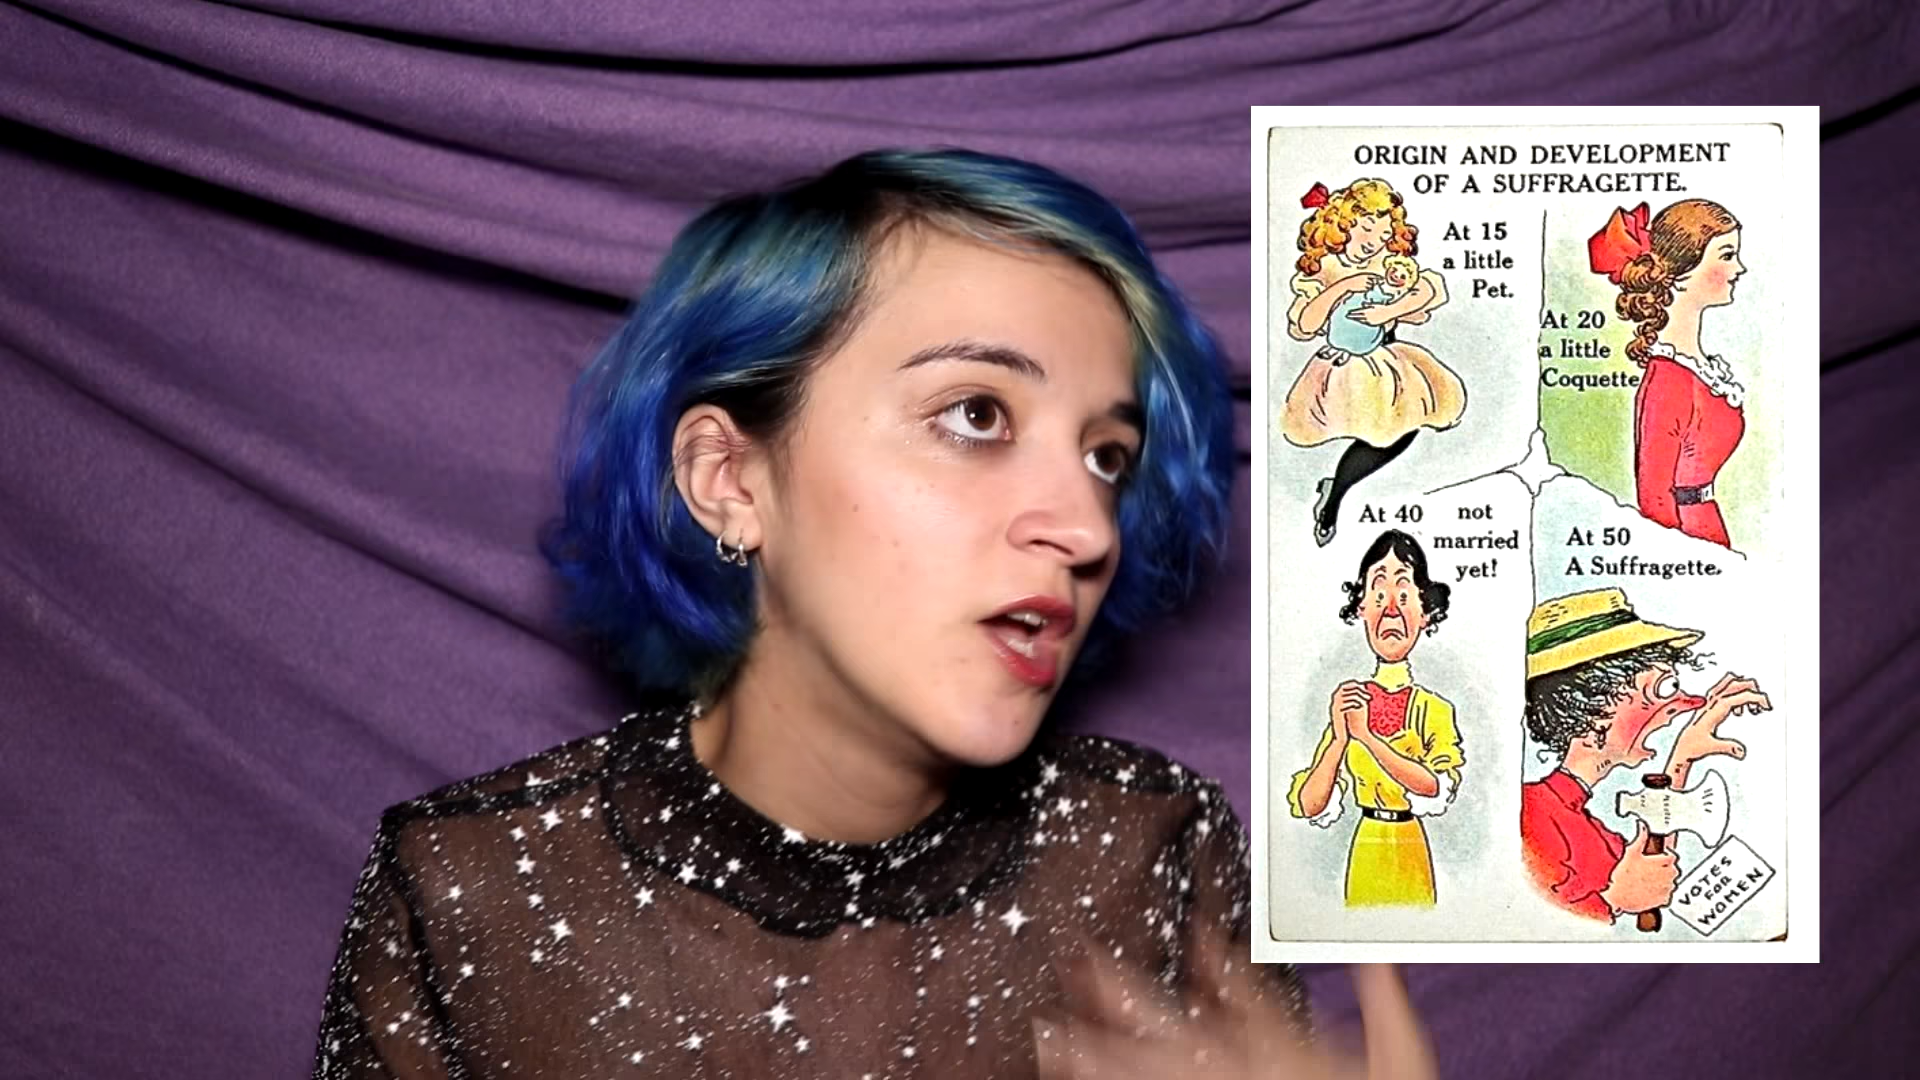 ORIGIN AND DEVELOPMENT
OF A SUFFRAGETTE.
At 15
a little
Pet.
At 20
a little
Coquette
At 40 not
married
yet!
At 50
A Suffragette.
VOTES
FOR
WOMEN